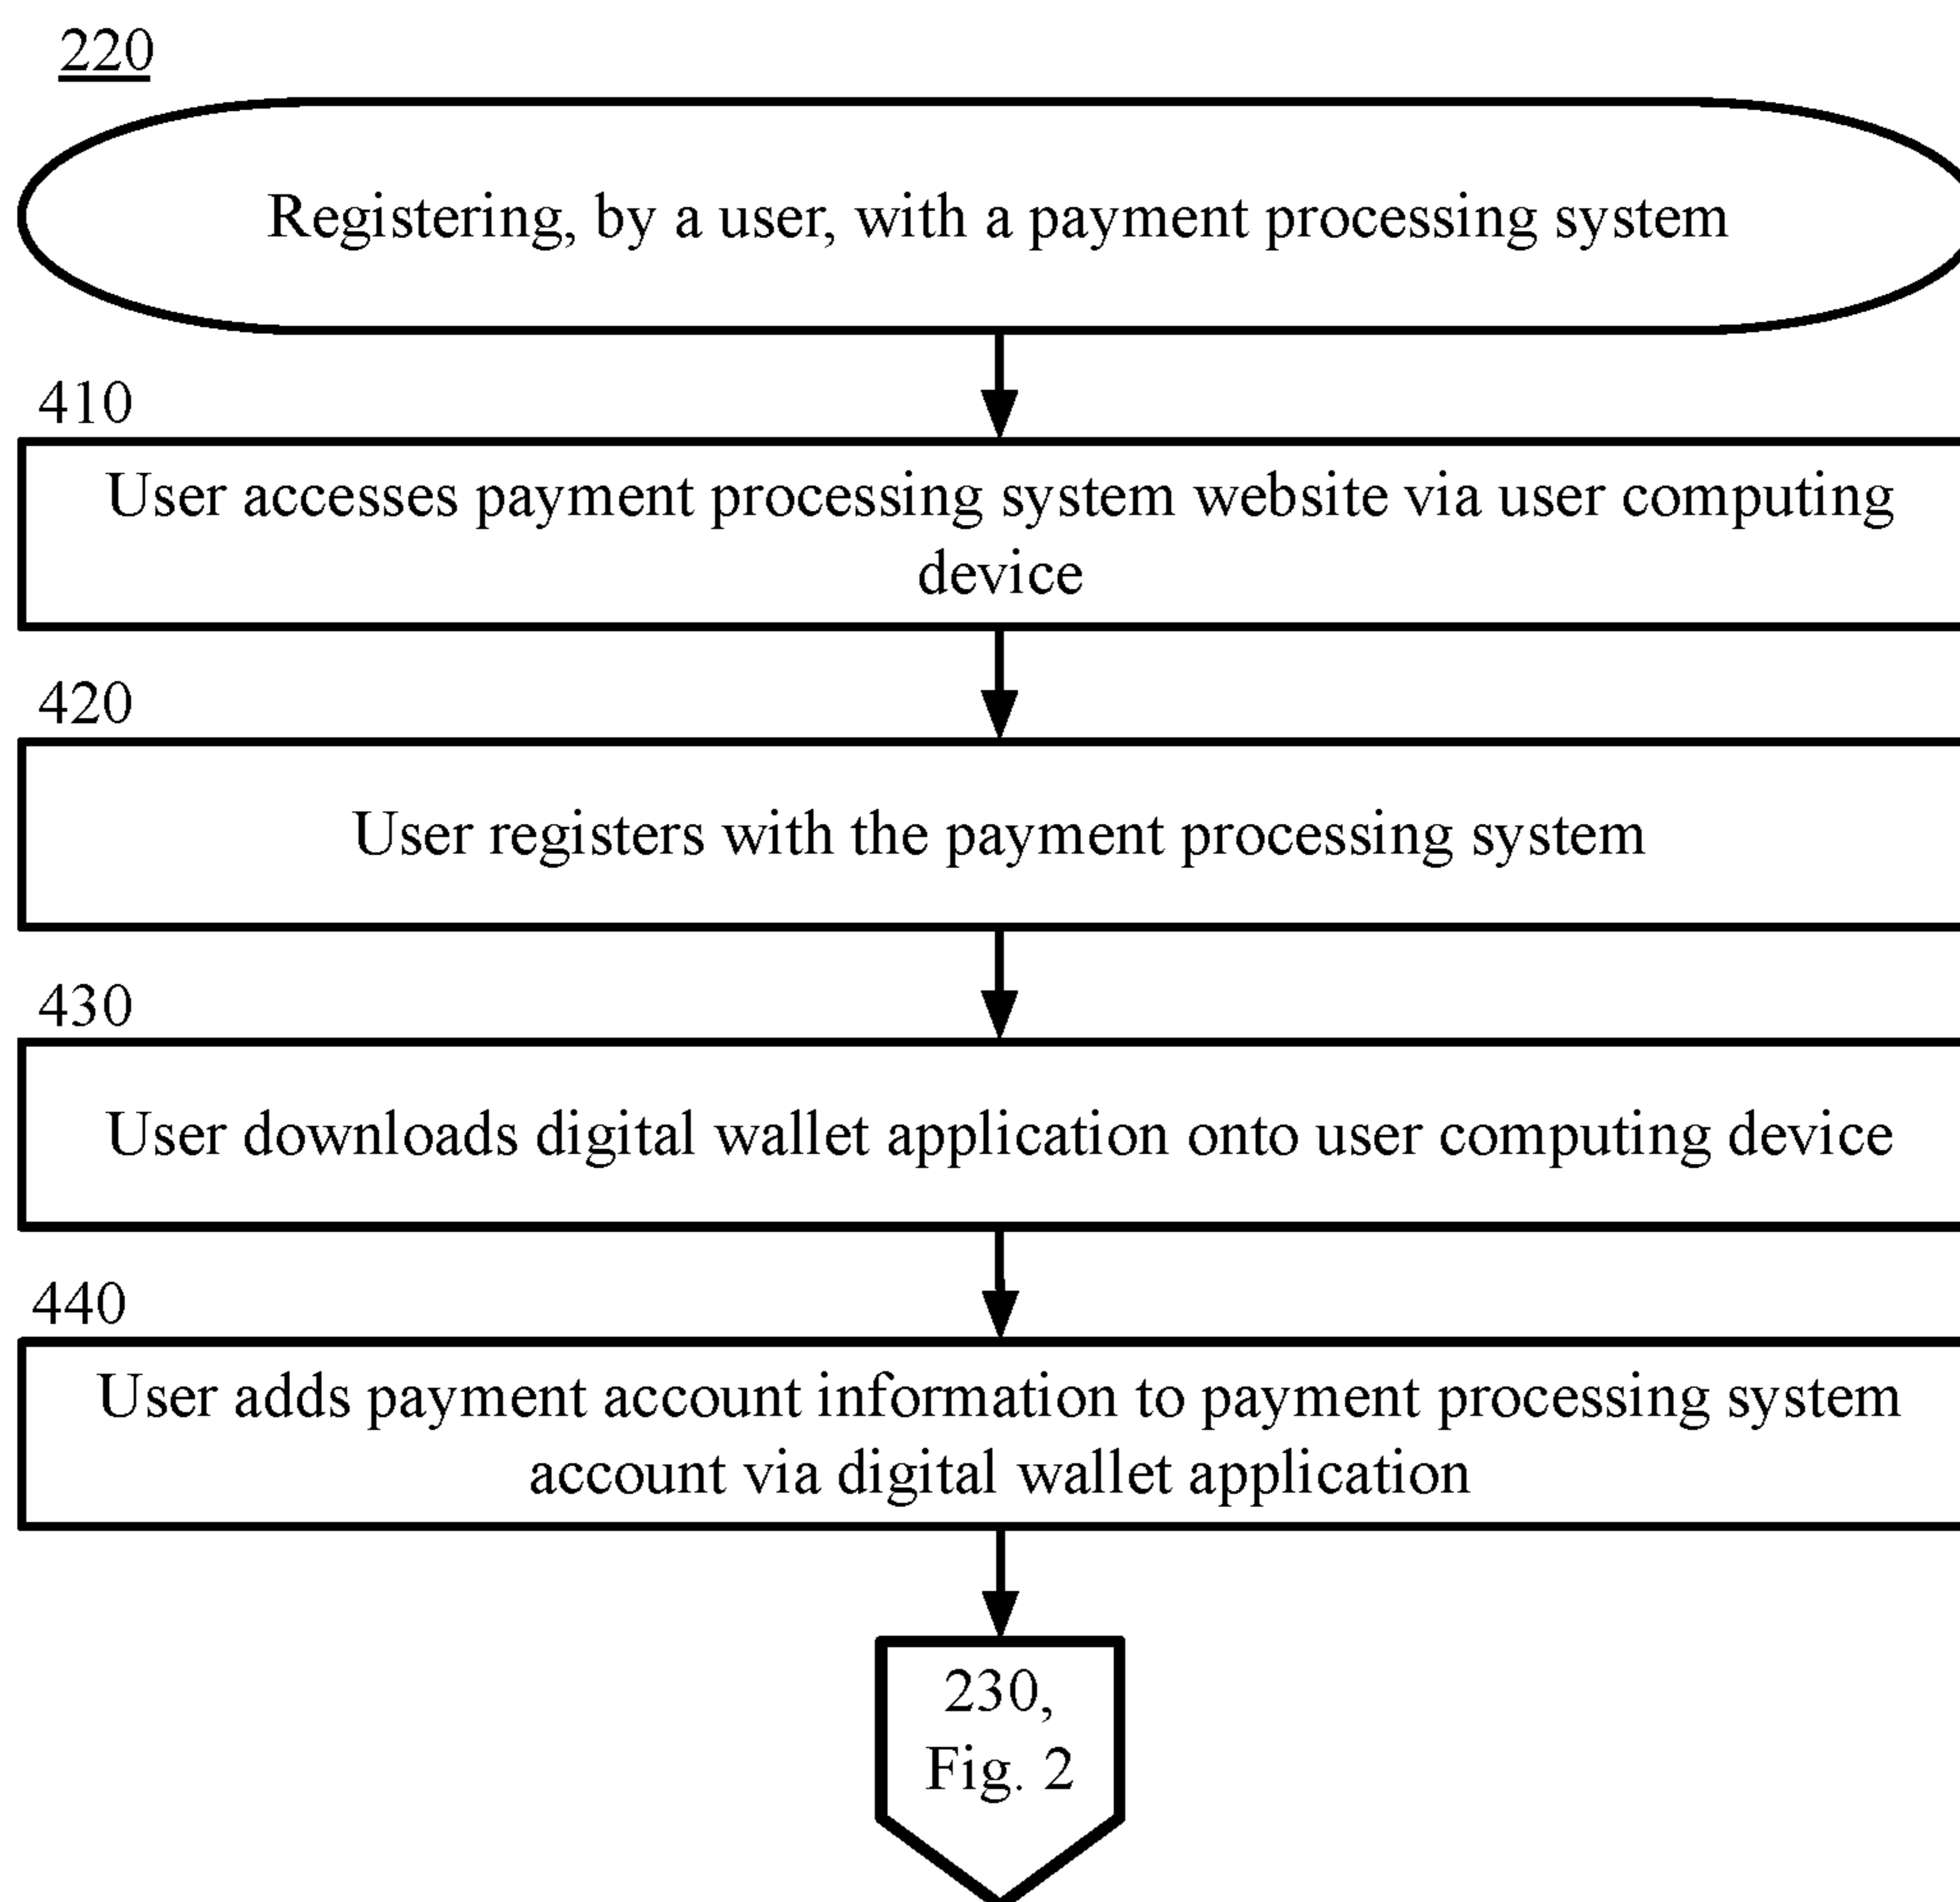 220
Registering, by a user, with a payment processing system
410
User accesses payment processing system website via user computing
device
420
User registers with the payment processing system
430
User downloads digital wallet application onto user computing device
440
User adds payment account information to payment processing system
account via digital wallet application
230,
Fig. 2